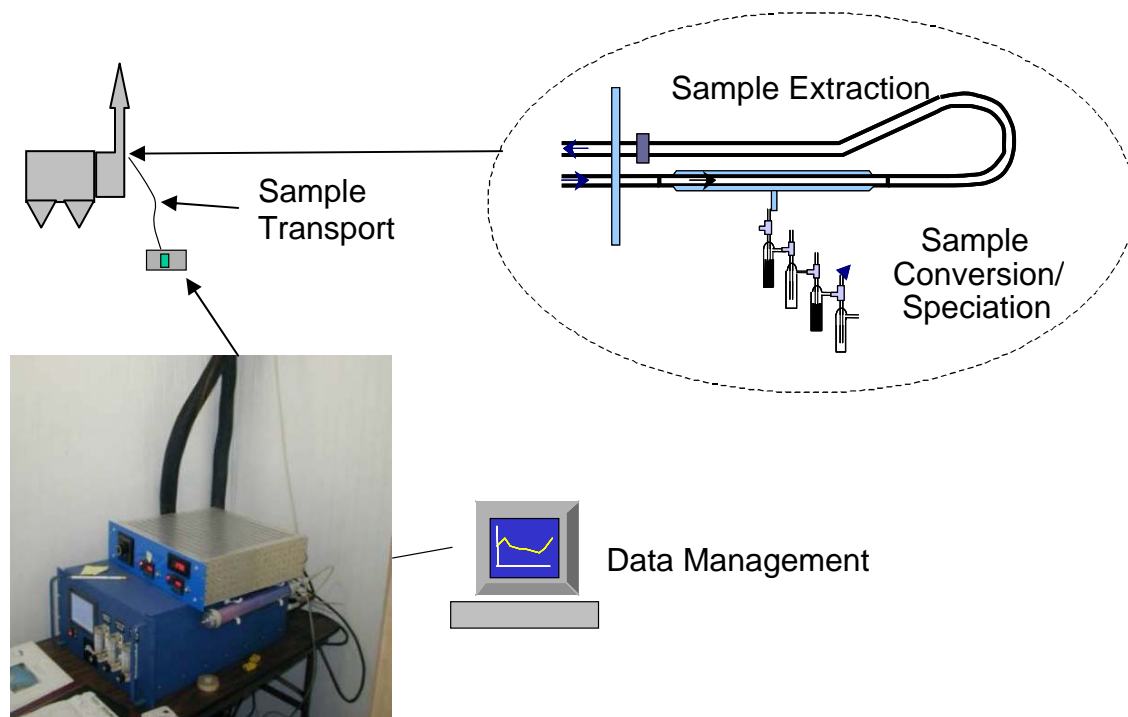 Sample Extraction
Sample
Transport
Sample
Conversion/
Speciation
Data Management